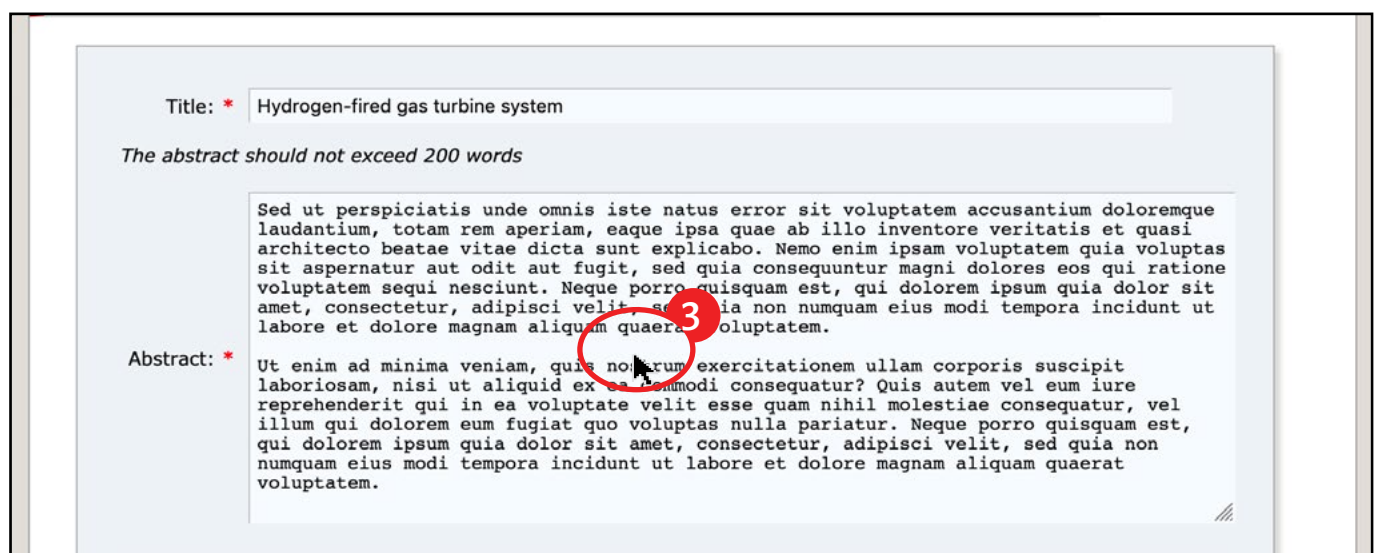 Title: * Hydrogen-fired gas turbine system
The abstract should not exceed 200 words
Sed ut perspiciatis unde omnis iste natus error sit voluptatem accusantium doloremque
laudantium, totam rem aperiam, eaque ipsa quae ab illo inventore veritatis et quasi
architecto beatae vitae dicta sunt explicabo. Nemo enim ipsam voluptatem quia voluptas
sit aspernatur aut odit aut fugit, sed quia consequuntur magni dolores eos qui ratione
voluptatem sequi nesciunt. Neque porro quisquam est, qui dolorem ipsum quia dolor sit
amet, consectetur, adipisci velit, non numquam eius modi tempora incidunt ut
3
labore et dolore magnam aliquam quaerat voluptatem.
Abstract: *
Ut enim ad minima veniam, quis nostrum exercitationem ullam corporis suscipit
laboriosam, nisi ut aliquid ex ea commodi consequatur? Quis autem vel eum iure
reprehenderit qui in ea voluptate velit esse quam nihil molestiae consequatur, vel
illum qui dolorem eum fugiat quo voluptas nulla pariatur. Neque porro quisquam est,
qui dolorem ipsum quia dolor sit amet, consectetur, adipisci velit, sed quia non
numquam eius modi tempora incidunt ut labore et dolore magnam aliquam quaerat
voluptatem.